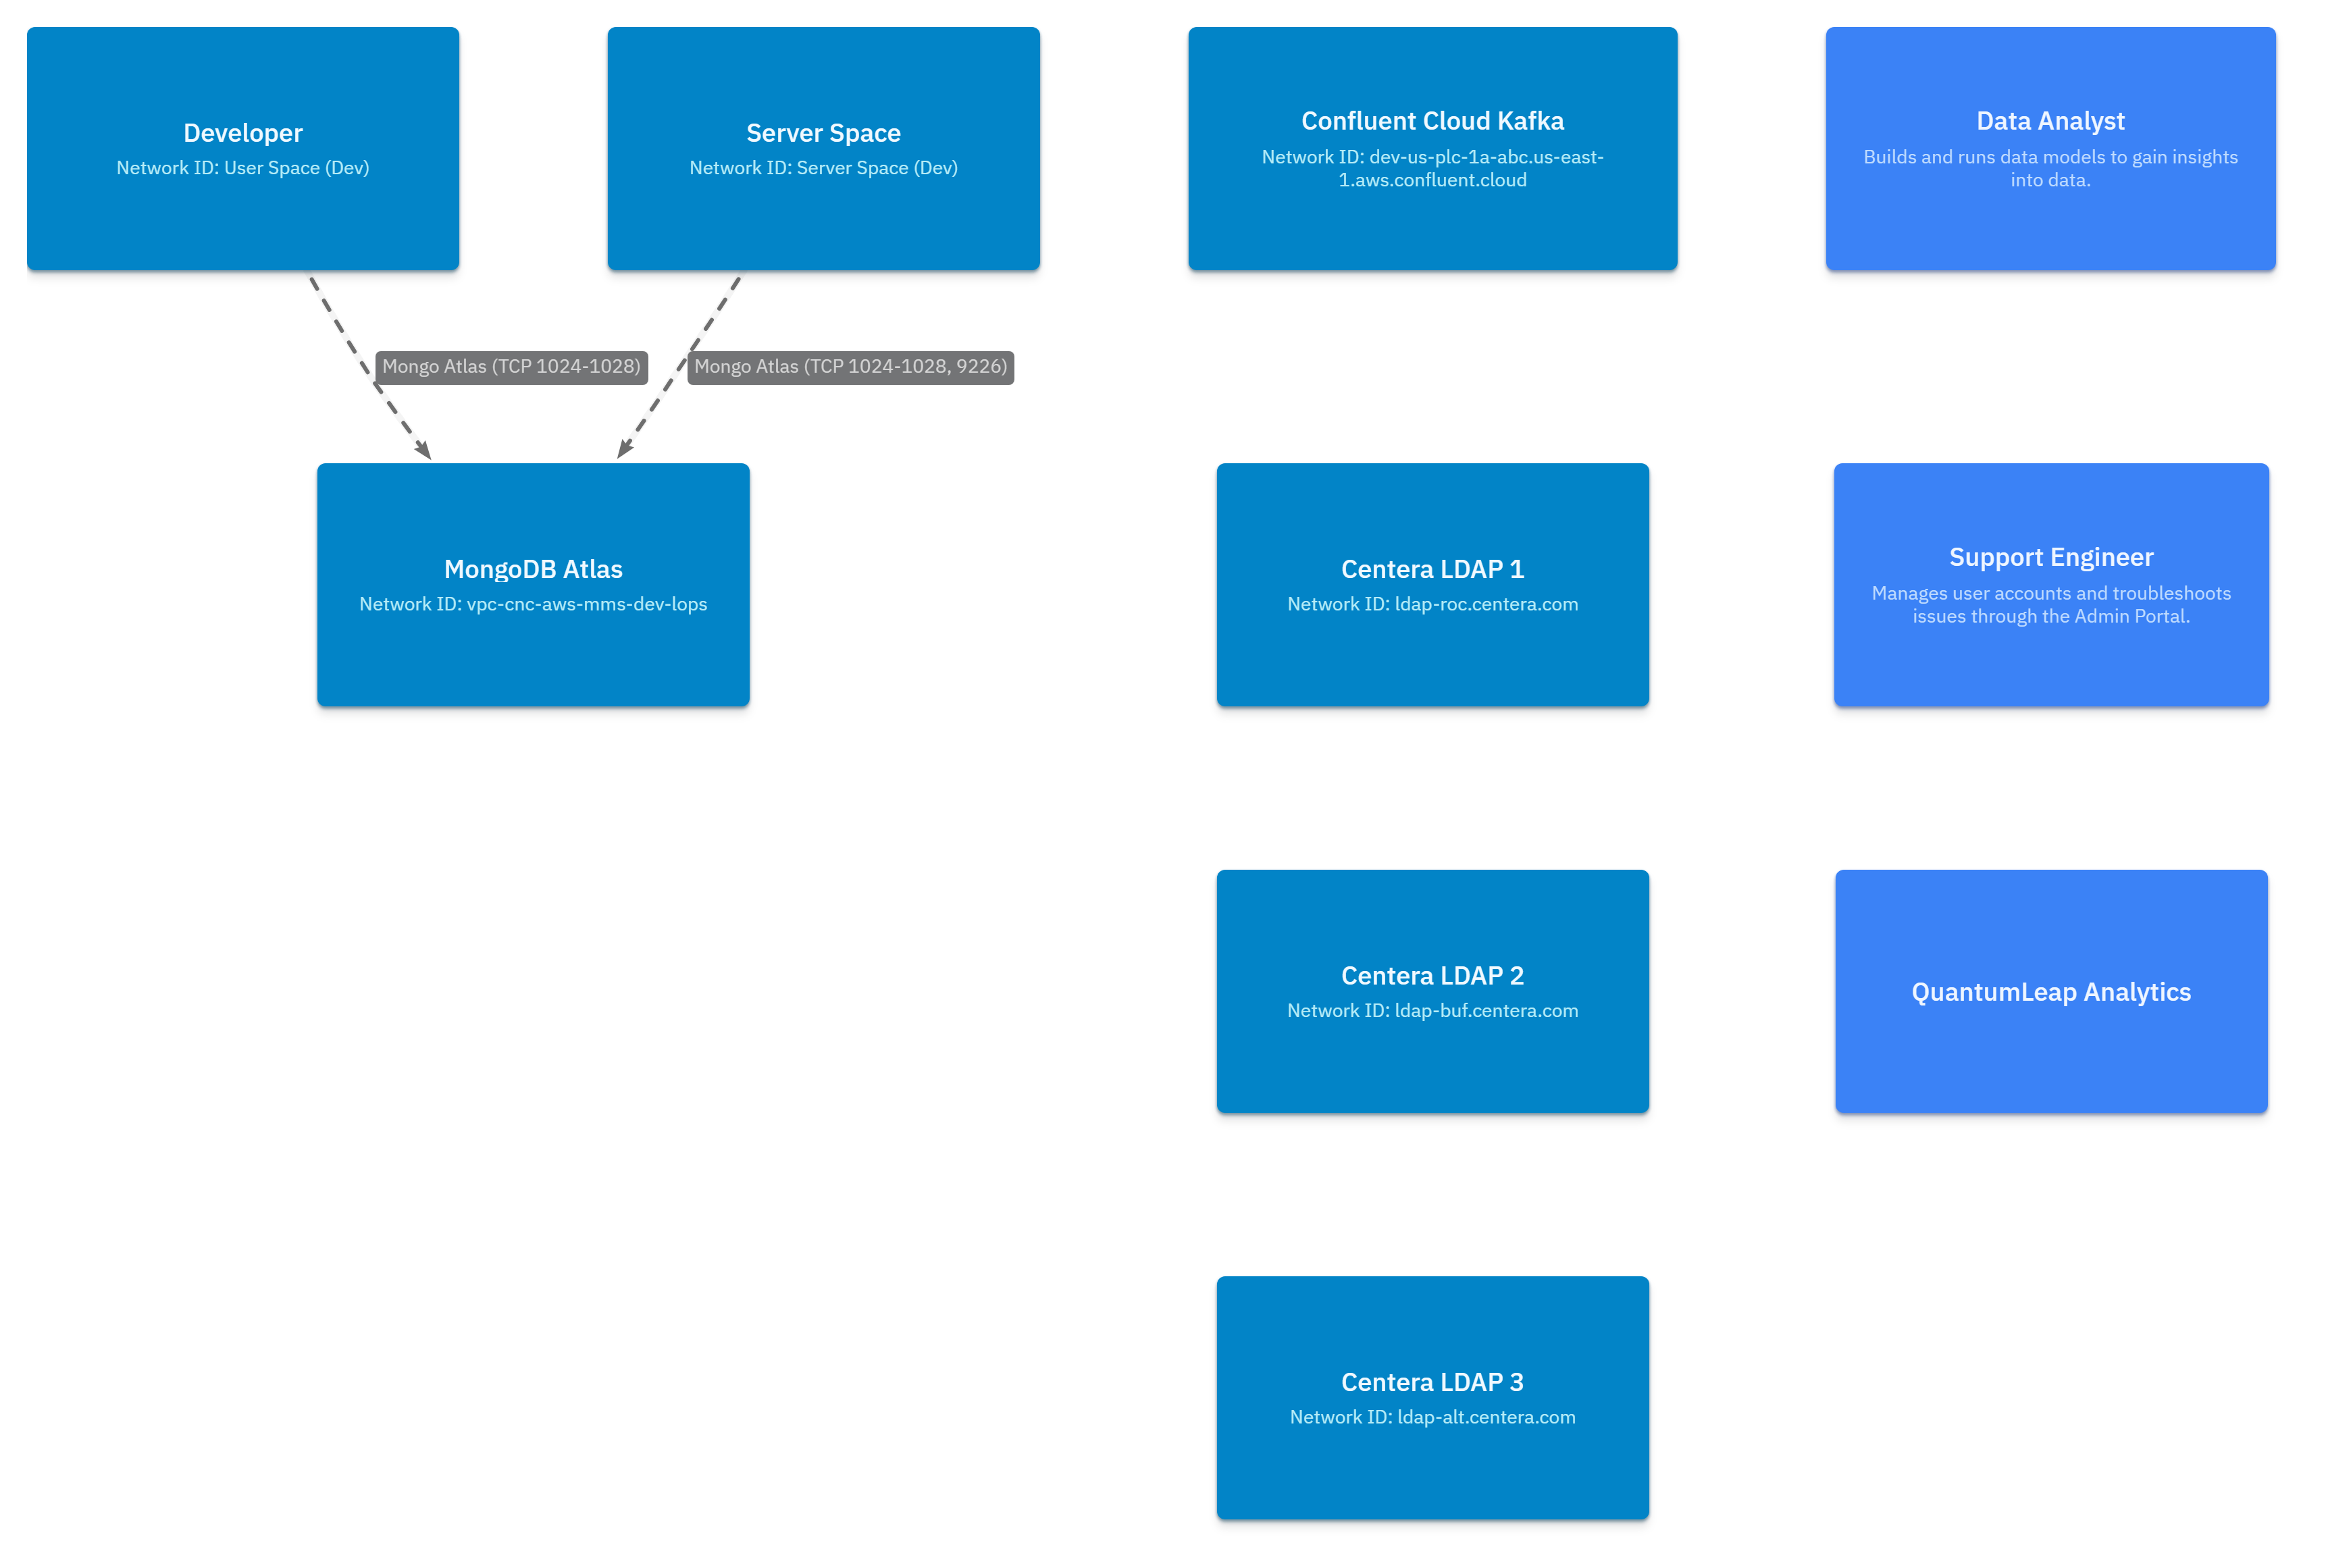 Developer
Network ID: User Space (Dev)
Server Space
Network ID: Server Space (Dev)
Confluent Cloud Kafka
Network ID: dev-us-plc-1a-abc.us-east-
1.aws.confluent.cloud
Data Analyst
Builds and runs data models to gain insights
into data.
Mongo Atlas (TCP 1024-1028)
Mongo Atlas (TCP 1024-1028, 9226)
MongoDB Atlas
Network ID: vpc-cnc-aws-mms-dev-lops
Centera LDAP 1
Network ID: ldap-roc.centera.com
Support Engineer
Manages user accounts and troubleshoots
issues through the Admin Portal.
Centera LDAP 2
Network ID: ldap-buf.centera.com
QuantumLeap Analytics
Centera LDAP 3
Network ID: ldap-alt.centera.com